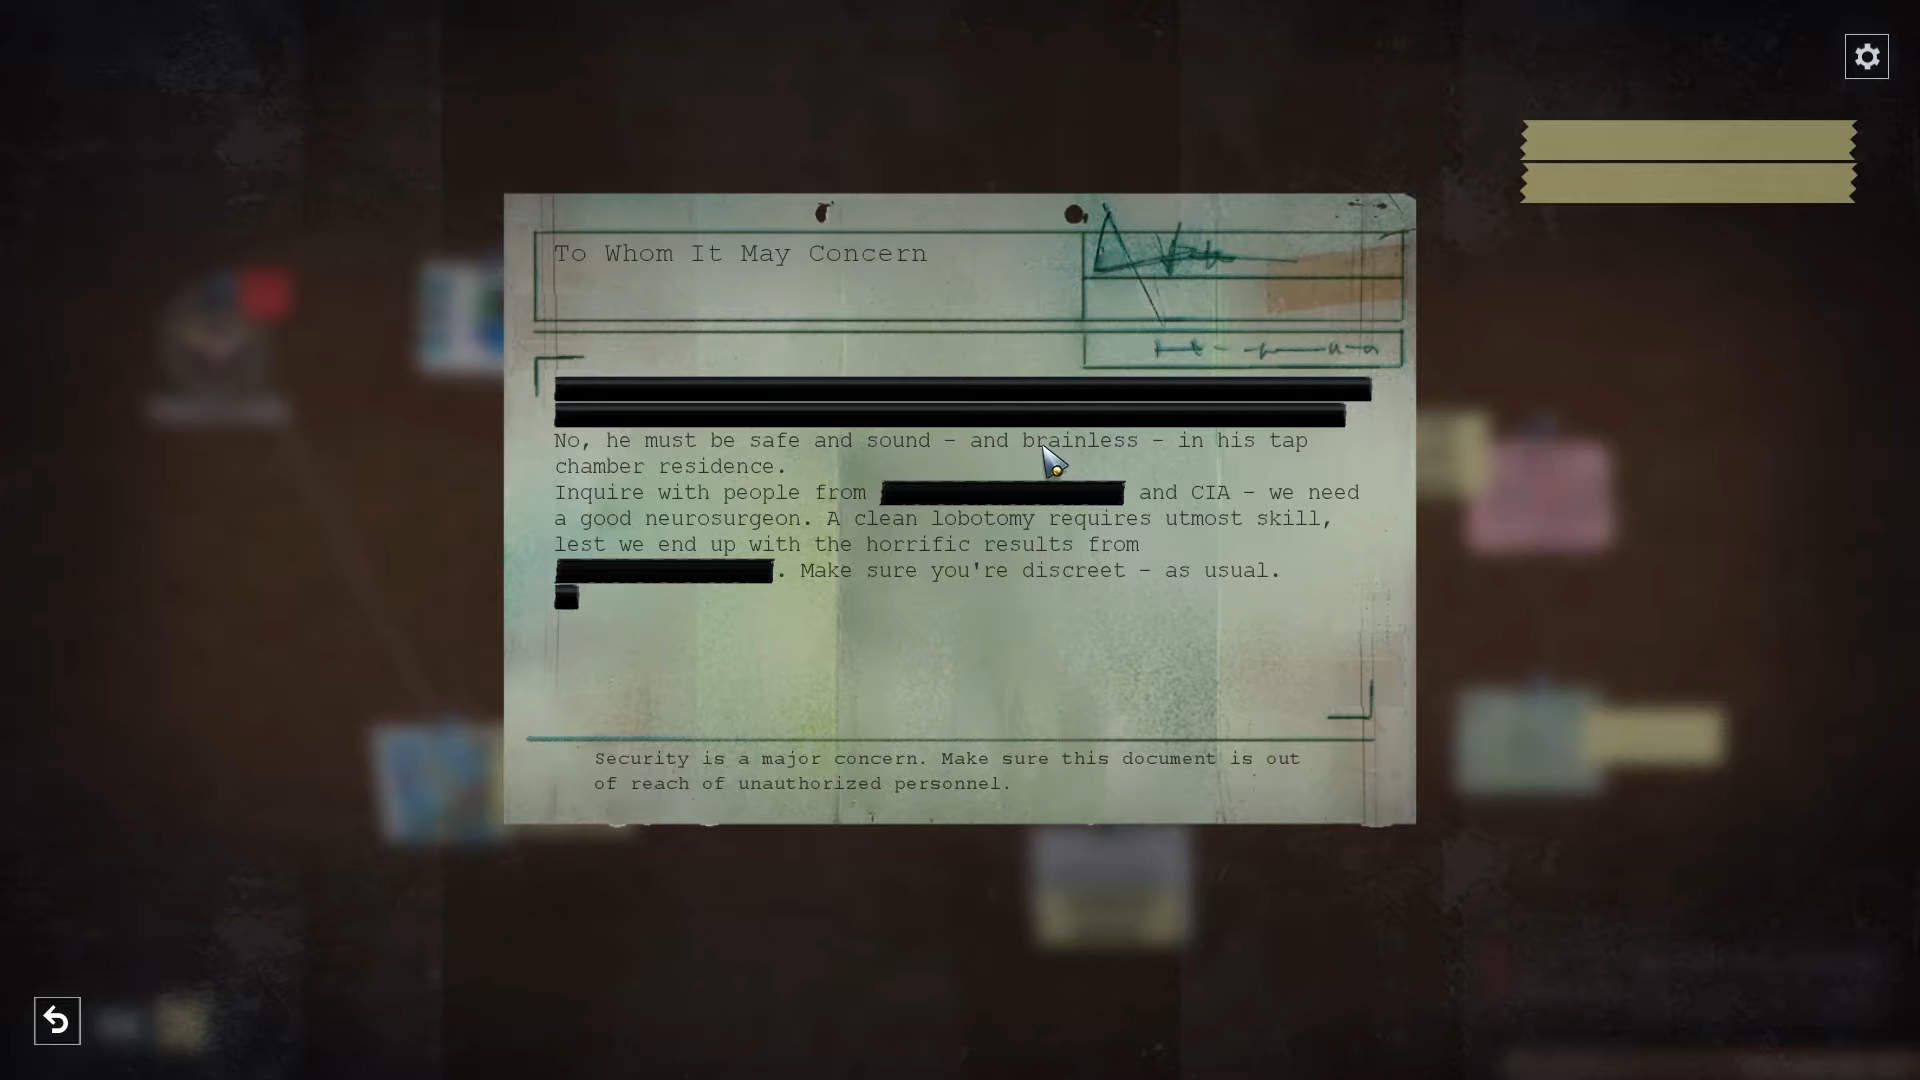 To Whom It May Concern
No, he must be safe and sound - and brainless - in his tap
chamber residence.
Inquire with people from and CIA - we need
a good neurosurgeon. A clean lobotomy requires utmost skill,
lest we end up with the horrific results from
. Make sure you're discreet - as usual.
Security is a major concern. Make sure this document is out
of reach of unauthorized personnel.